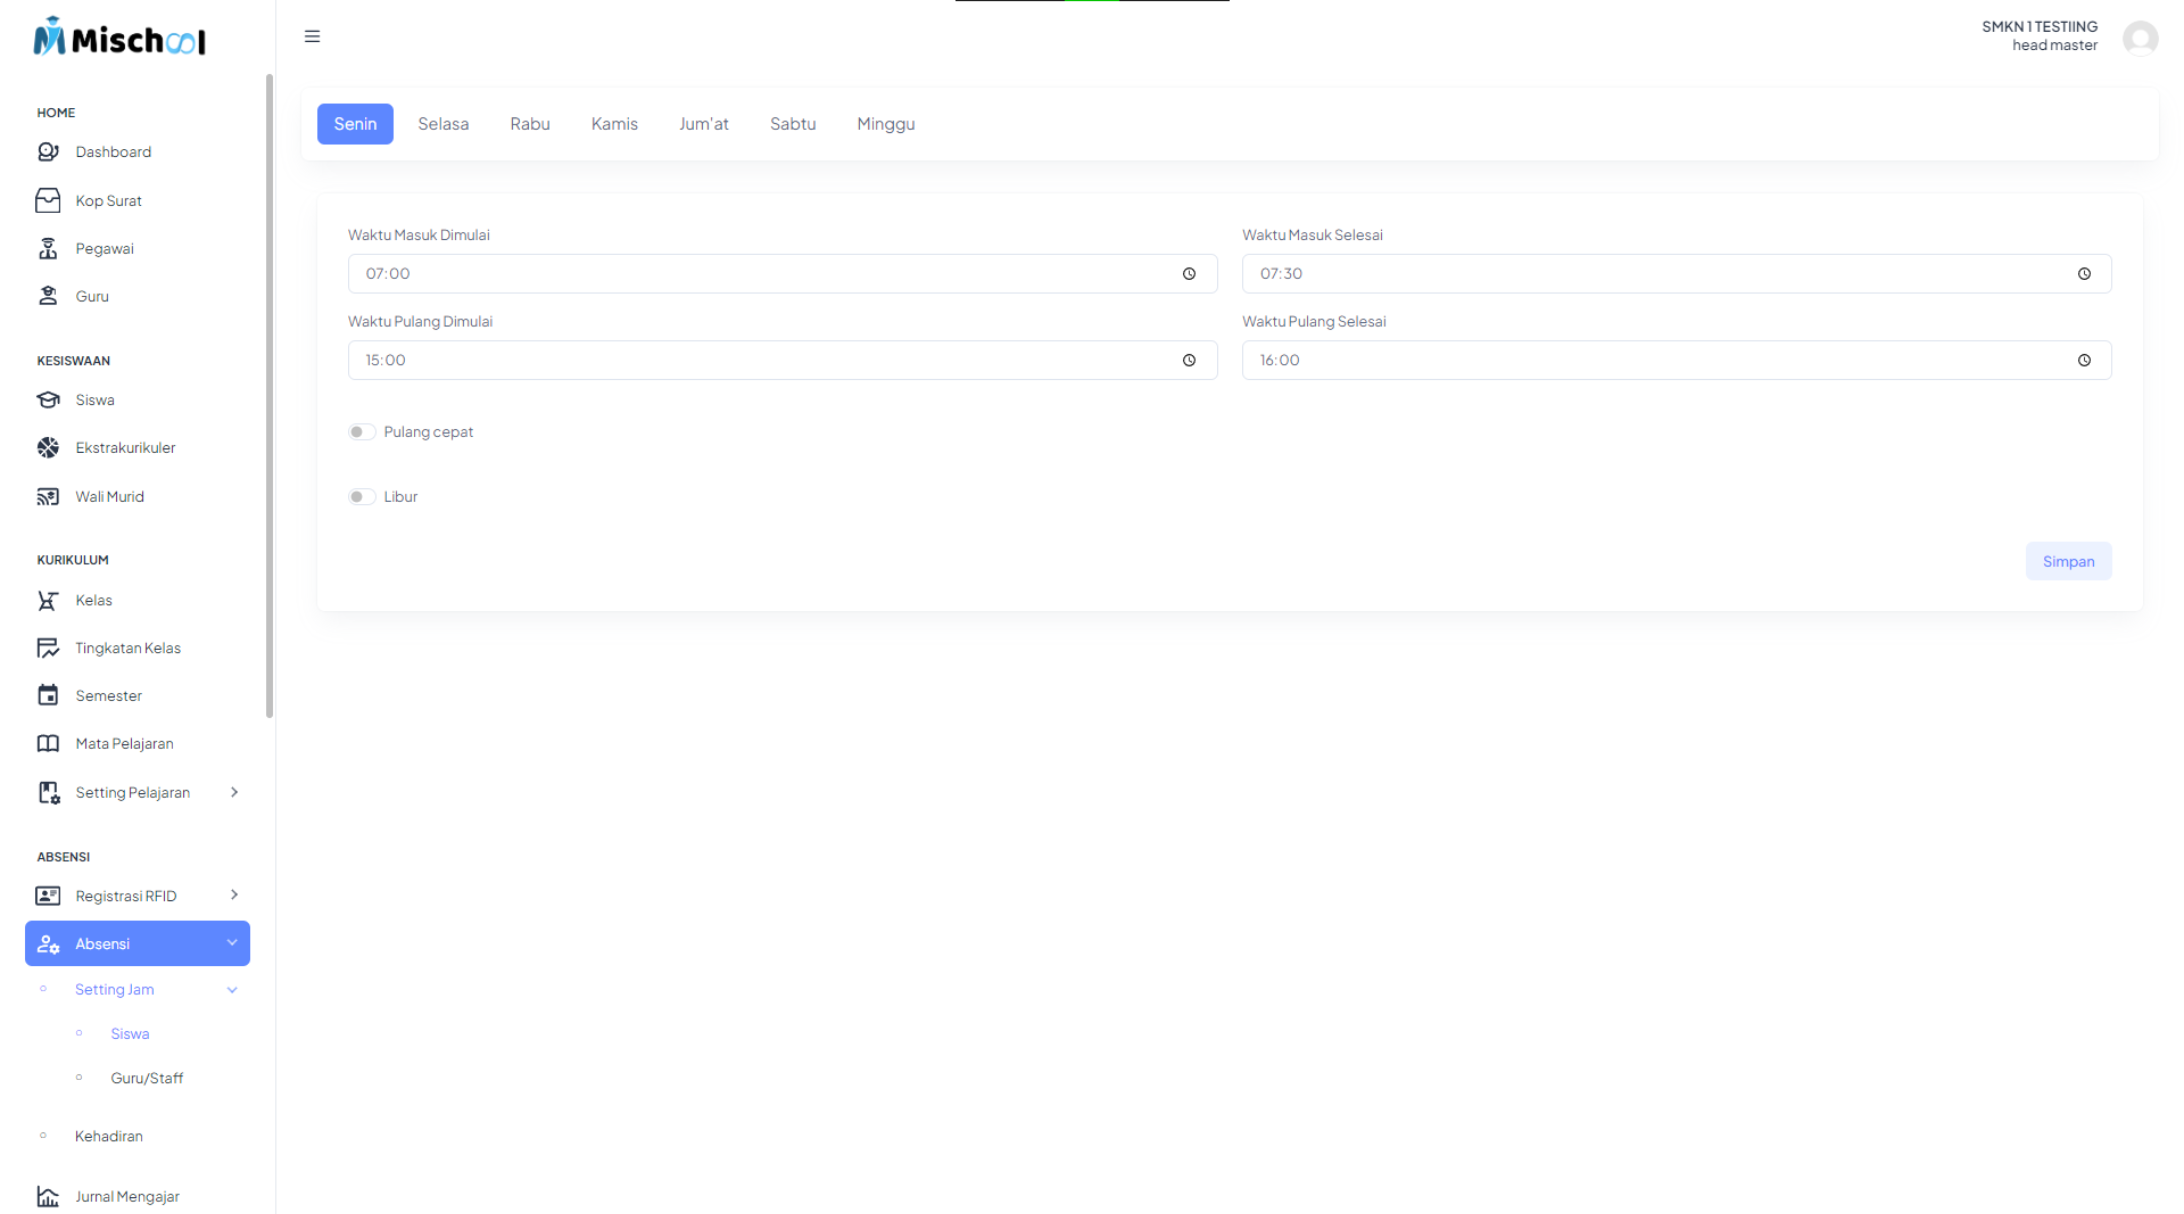 Mischool
SMKN 1 TESTIING
head master
HOME
Dashboard
Kop Surat
Pegawai
Guru
KESISWAAN
Siswa
Ekstrakurikuler
Wali Murid
KURIKULUM
Kelas
Tingkatan Kelas
Semester
Mata Pelajaran
Setting Pelajaran
ABSENSI
Registrasi RFID
Absensi
Setting Jam
Siswa
Guru/Staff
Kehadiran
Jurnal Mengajar
Senin Selasa Rabu Kamis Jum'at Sabtu Minggu
Waktu Masuk Dimulai
07:00
Waktu Masuk Selesai
07:30
Waktu Pulang Dimulai
15:00
Waktu Pulang Selesai
16:00
Pulang cepat
Libur
Simpan